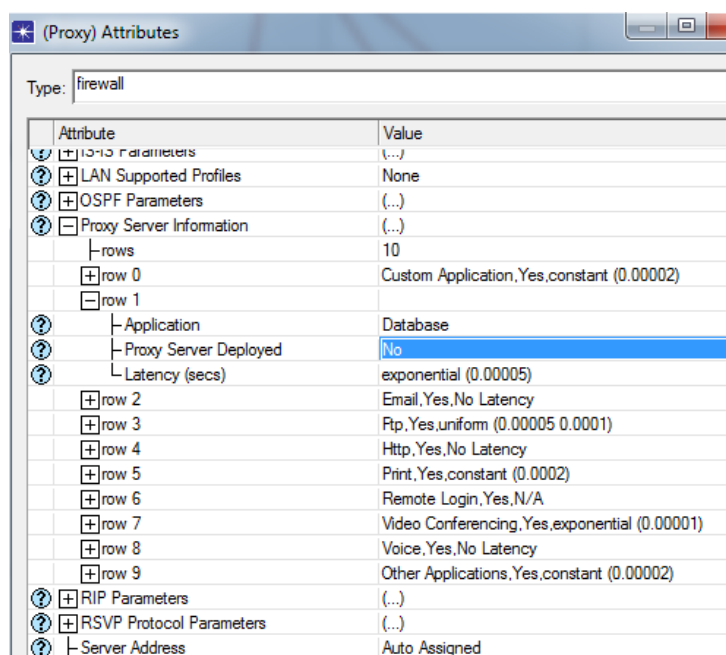 (Proxy) Attributes
Type: firewall
Attribute Value
IS-IS Parameters (...)
LAN Supported Profiles None
OSPF Parameters (...)
Proxy Server Information (...)
rows 10
row 0 Custom Application,Yes,constant (0.00002)
row 1
Application Database
Proxy Server Deployed No
Latency (secs) exponential (0.00005)
row 2 Email,Yes,No Latency
row 3 Ftp,Yes,uniform (0.00005 0.0001)
row 4 Http,Yes,No Latency
row 5 Print,Yes,constant (0.0002)
row 6 Remote Login,Yes,N/A
row 7 Video Conferencing,Yes,exponential (0.00001)
row 8 Voice,Yes,No Latency
row 9 Other Applications,Yes,constant (0.00002)
RIP Parameters (...)
RSVP Protocol Parameters (...)
Server Address Auto Assigned